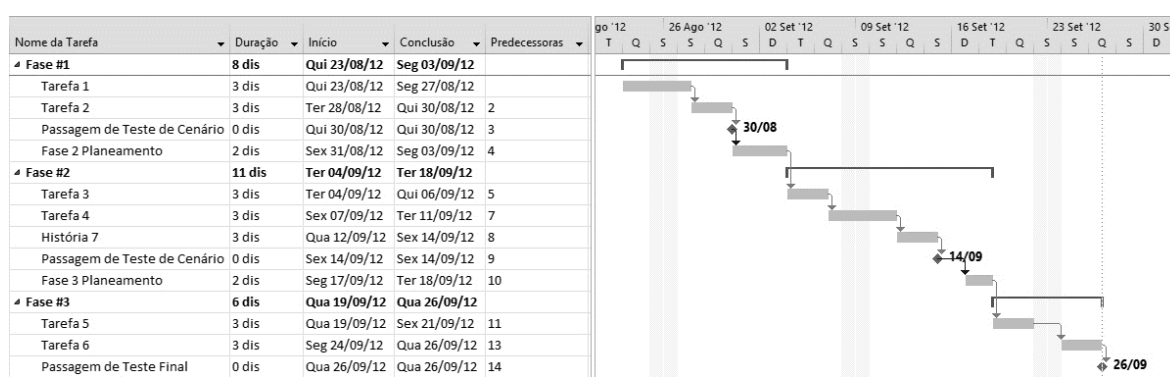 go '12 26 Ago '12 02 Set '12 09 Set '12 16 Set '12 23 Set '12 30 S
Nome da Tarefa Duração Início Conclusão Predecessoras T Q S S D T Q S Q S D T Q S S Q S D
Fase #1 8 dis Qui 23/08/12 Seg 03/09/12
Tarefa 1 3 dis Qui 23/08/12 Seg 27/08/12
Tarefa 2 3 dis Ter 28/08/12 Qui 30/08/12 2
Passagem de Teste de Cenário 0 dis Qui 30/08/12 Qui 30/08/12 3 30/08
Fase 2 Planeamento 2 dis Sex 31/08/12 Seg 03/09/12 4
Fase #2 11 dis Ter 04/09/12 Ter 18/09/12
Tarefa 3 3 dis Ter 04/09/12 Qui 06/09/12 5
Tarefa 4 3 dis Sex 07/09/12 Ter 11/09/12 7
História 7 3 dis Qua 12/09/12 Sex 14/09/12 8
Passagem de Teste de Cenário 0 dis Sex 14/09/12 Sex 14/09/12 9 14/09
Fase 3 Planeamento 2 dis Seg 17/09/12 Ter 18/09/12 10
Fase #3 6 dis Qua 19/09/12 Qua 26/09/12
Tarefa 5 3 dis Qua 19/09/12 Sex 21/09/12 11
Tarefa 6 3 dis Seg 24/09/12 Qua 26/09/12 13
Passagem de Teste Final 0 dis Qua 26/09/12 Qua 26/09/12 14 26/09